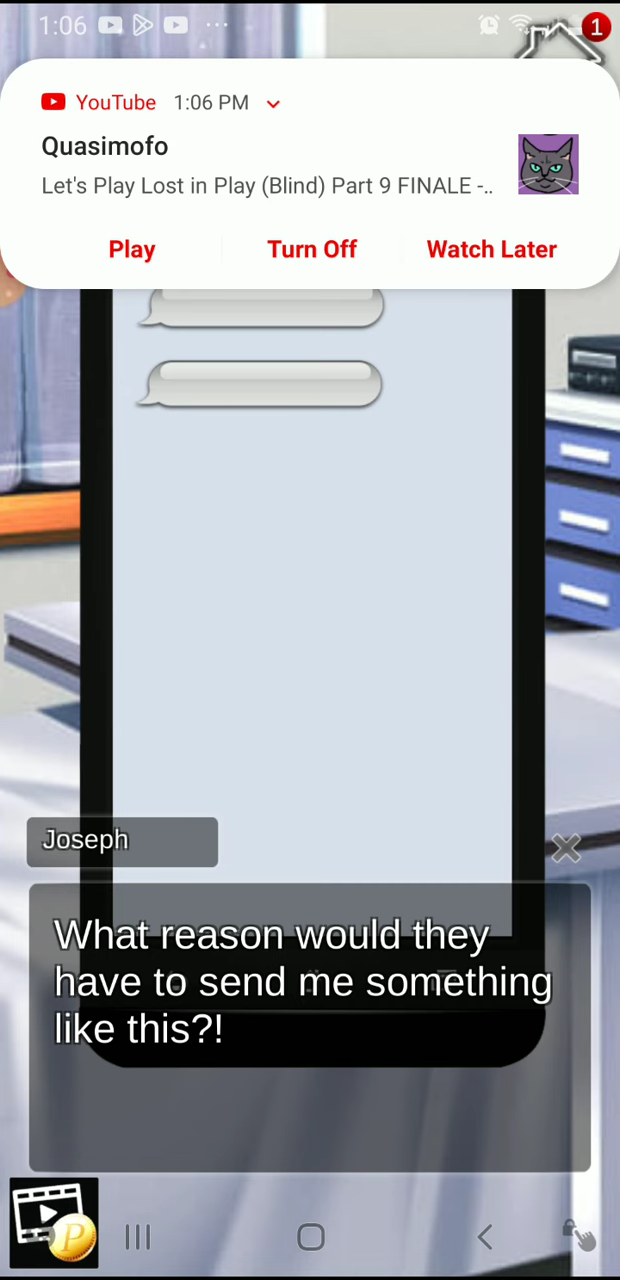 1:06
1
YouTube 1:06 PM
Quasimofo
Let's Play Lost in Play (Blind) Part 9 FINALE -..
Play Turn Off Watch Later
Joseph
What reason would they
have to send me something
like this?!
P